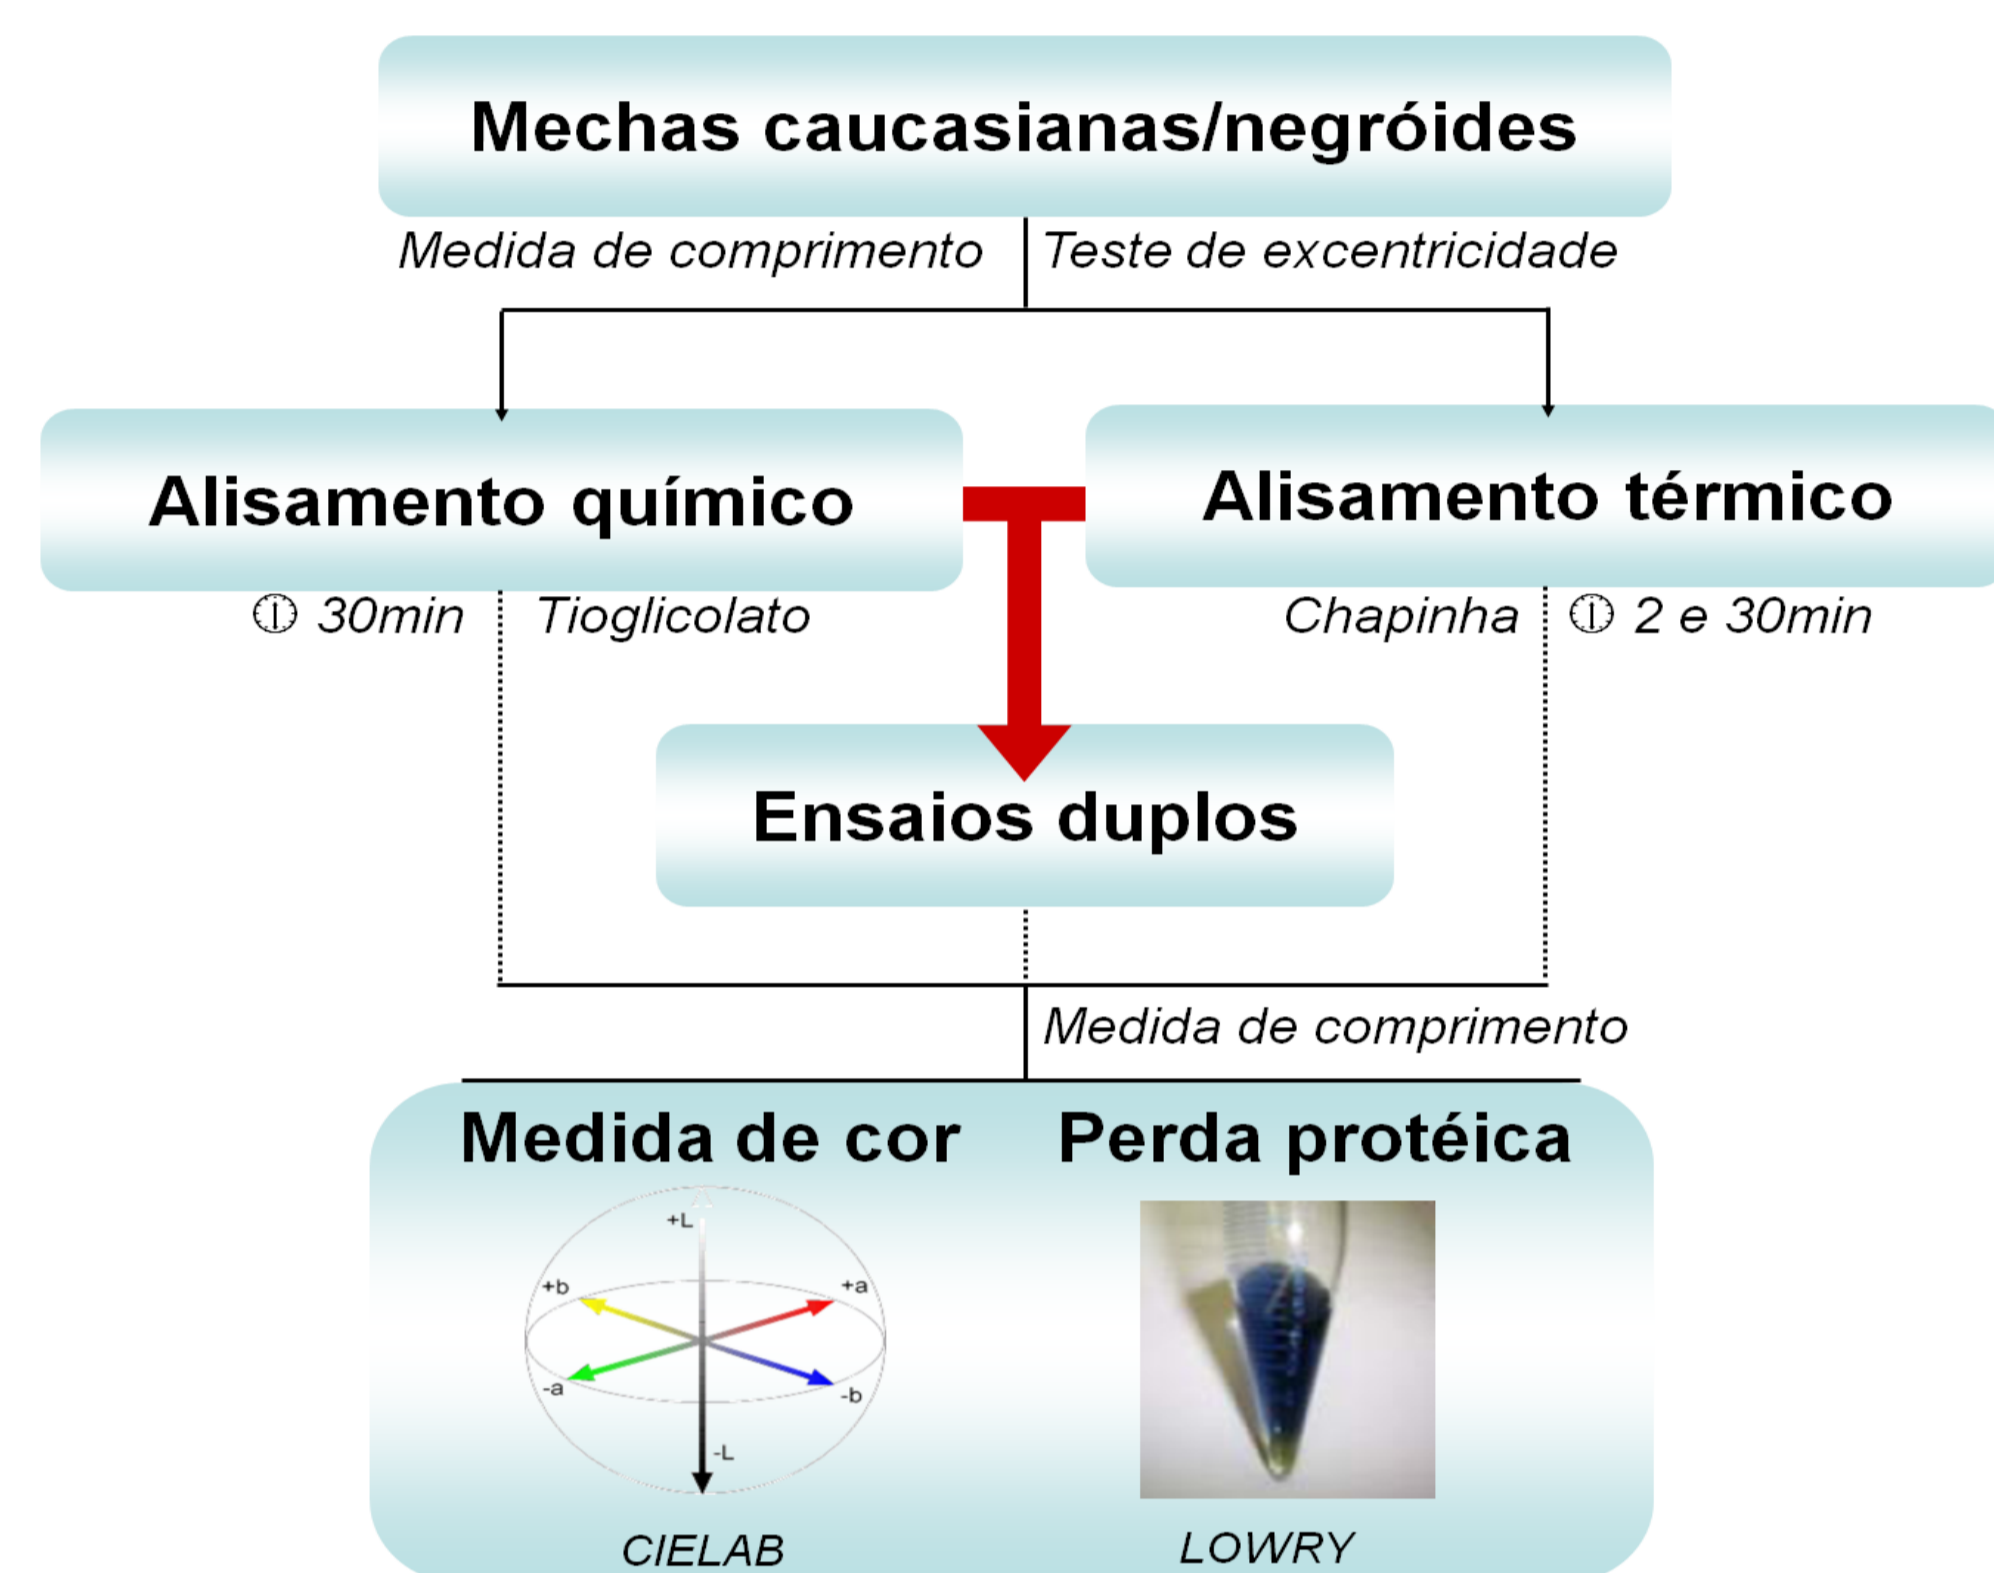 Mechas caucasianas/negróides
Medida de comprimento
Teste de excentricidade
Alisamento químico
Alisamento térmico
30min
Tioglicolato
Chapinha
2 e 30min
Ensaios duplos
Medida de comprimento
Medida de cor
Perda protéica
+L
+b
+a
-a
-b
-L
CIELAB
LOWRY